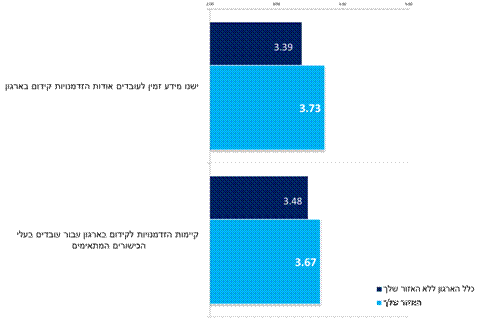 3.39
ישנו מידע זמין לעובדים אודות הזדמנויות קידום בארגון
3.73
3.48
קיימות הזדמנויות לקידום בארגון עבור עובדים בעלי
הכישורים המתאימים
3.67
כלל הארגון ללא האזור שלך
האזור שלך